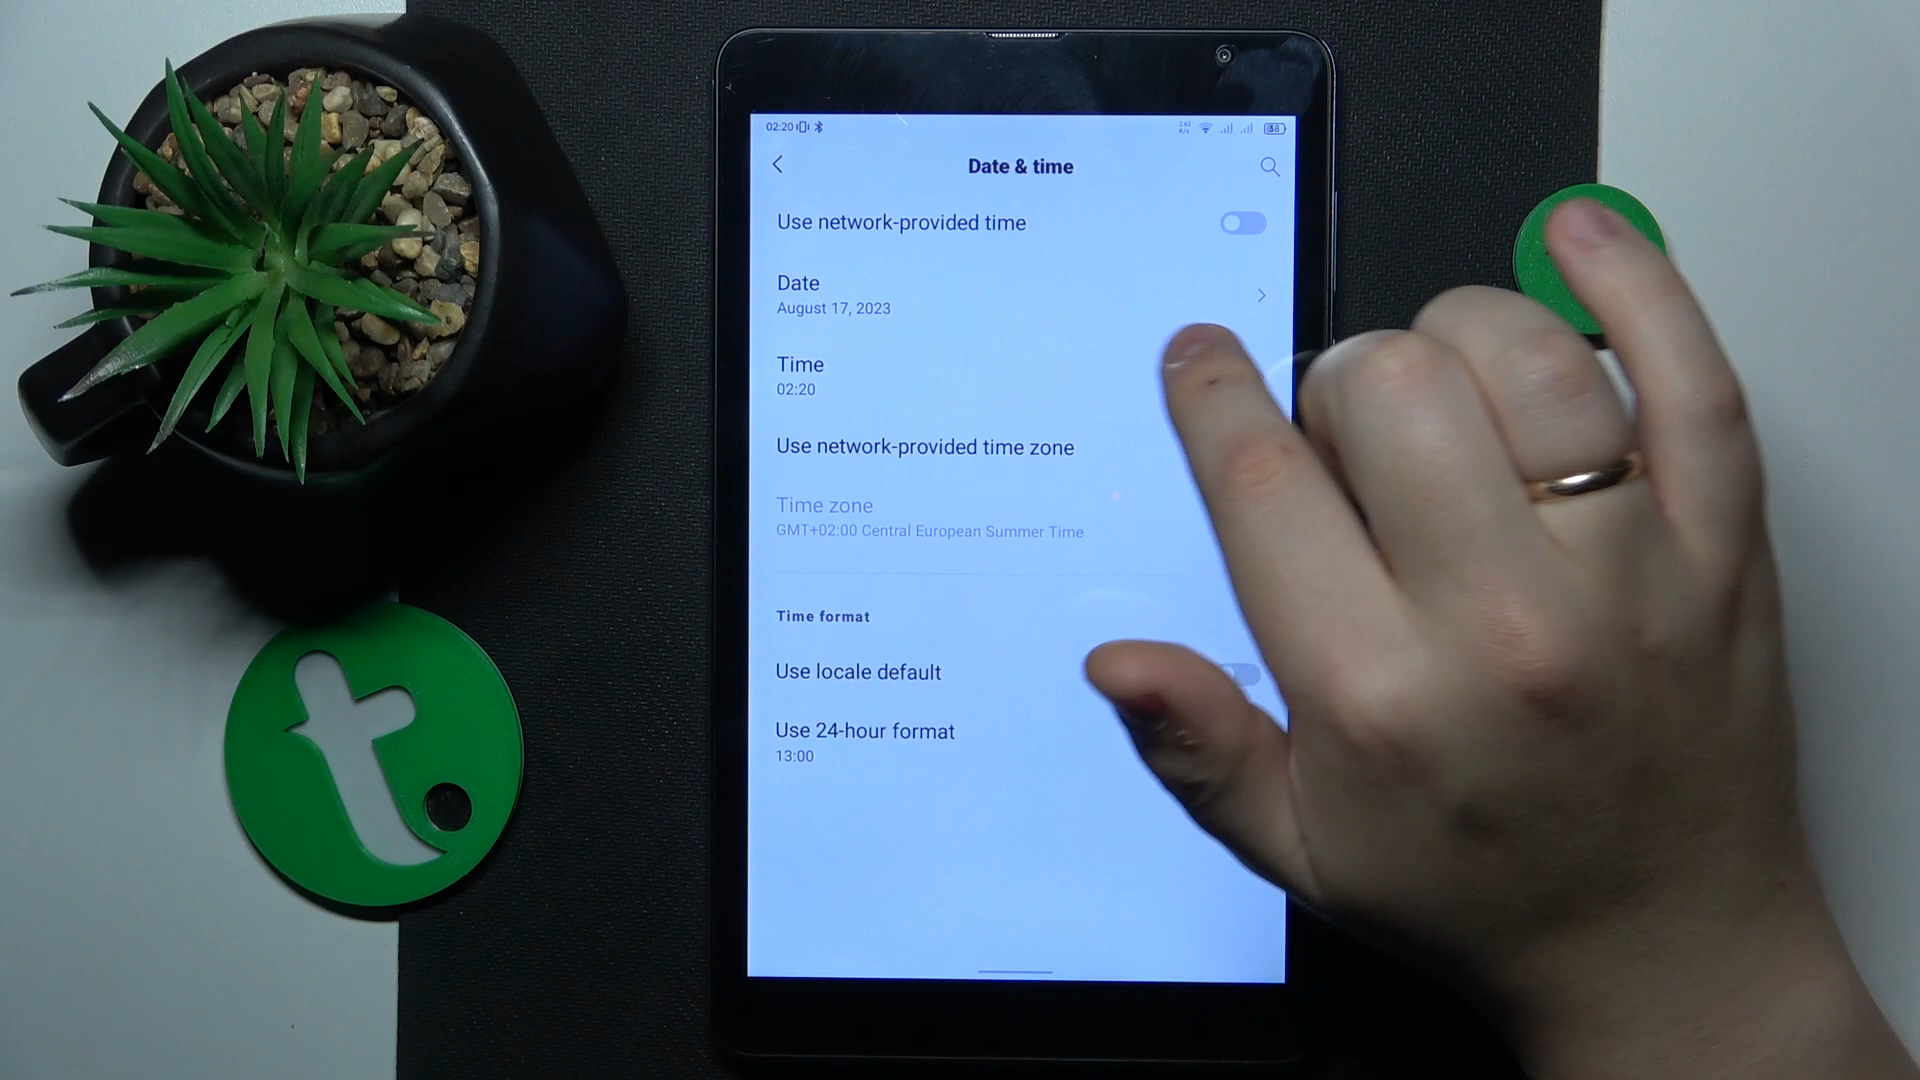 02:20
38
Date & time
Use network-provided time
Date
August 17, 2023
Time
02:20
Use network-provided time zone
Time zone
GMT+02:00 Central European Summer Time
Time format
Use locale default
Use 24-hour format
13:00
t